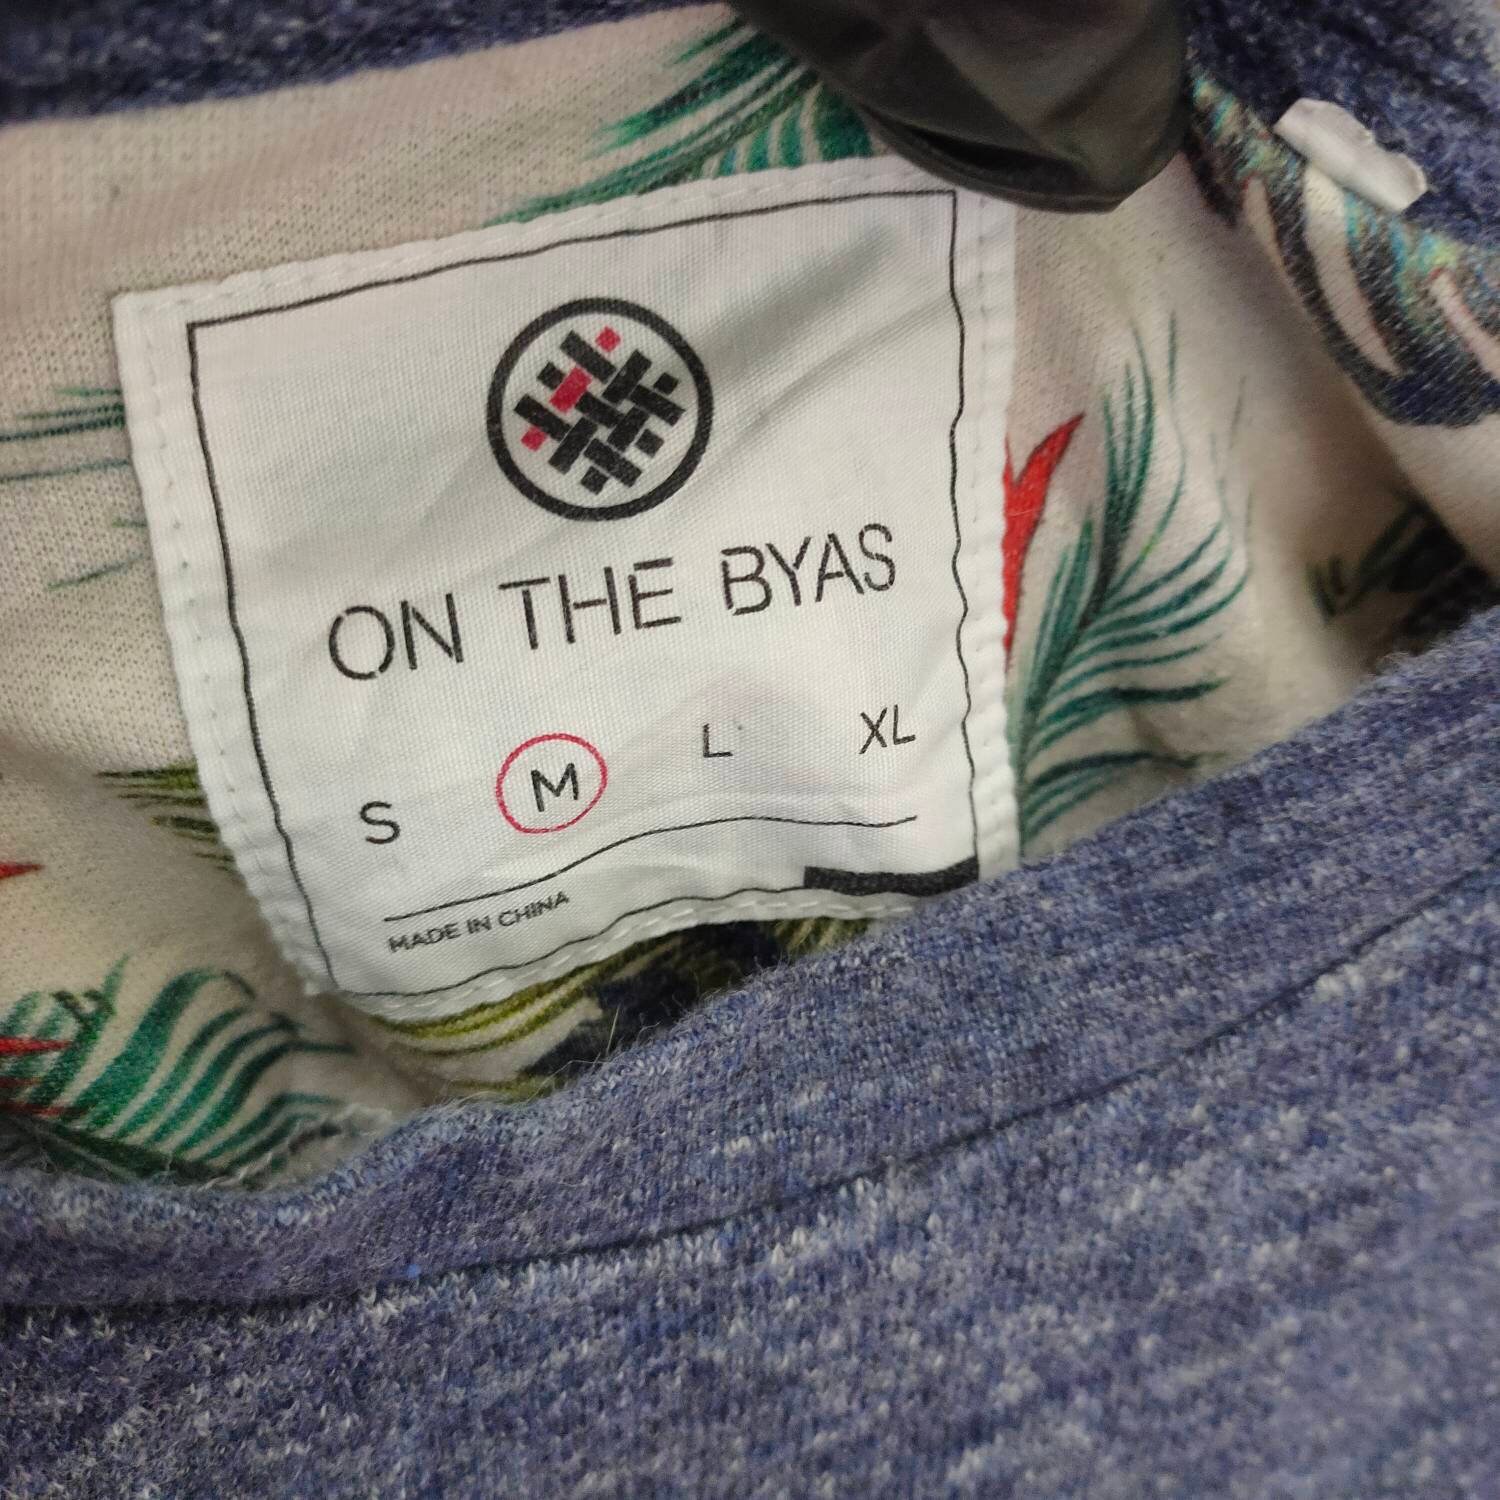 ON THE BYAS
S M L XL
MADE IN CHINA